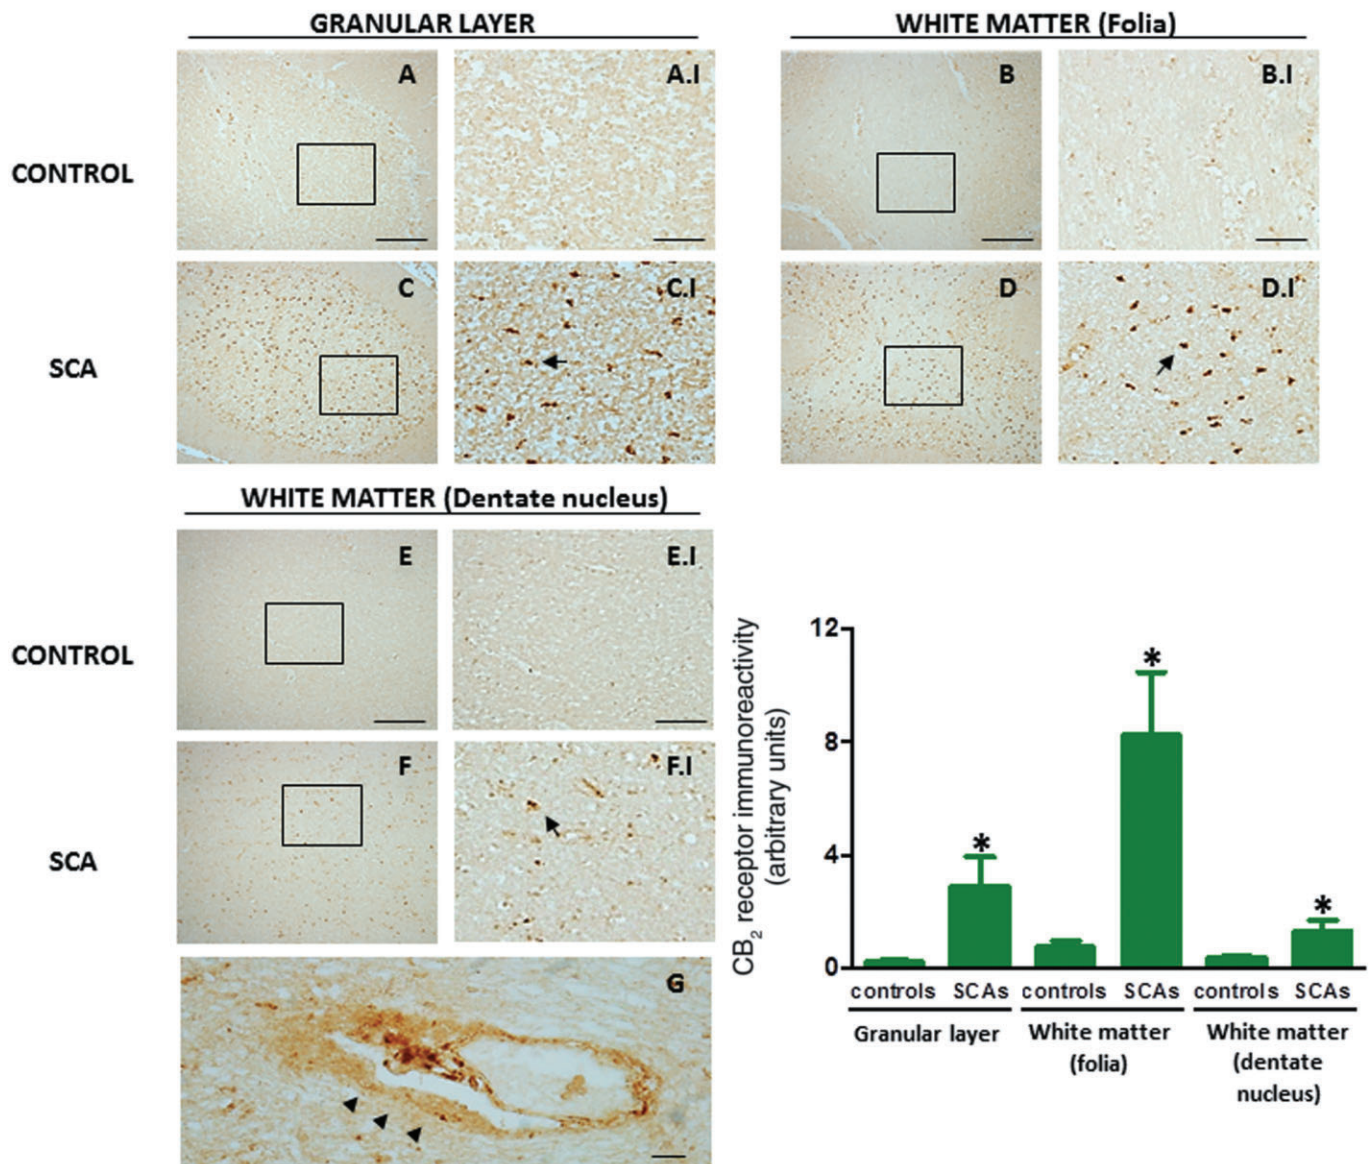 GRANULAR LAYER
WHITE MATTER (Folia)
CONTROL
A
A.I
B
B.I
SCA
C
C.I
D
D.I
WHITE MATTER (Dentate nucleus)
CONTROL
E
E.I
SCA
F
F.I
G
CB₂ receptor immunoreactivity
(arbitrary units)
12
8
4
0
*
*
*
controls SCAs controls SCAs controls SCAs
Granular layer
White matter
(folia)
White matter
(dentate
nucleus)